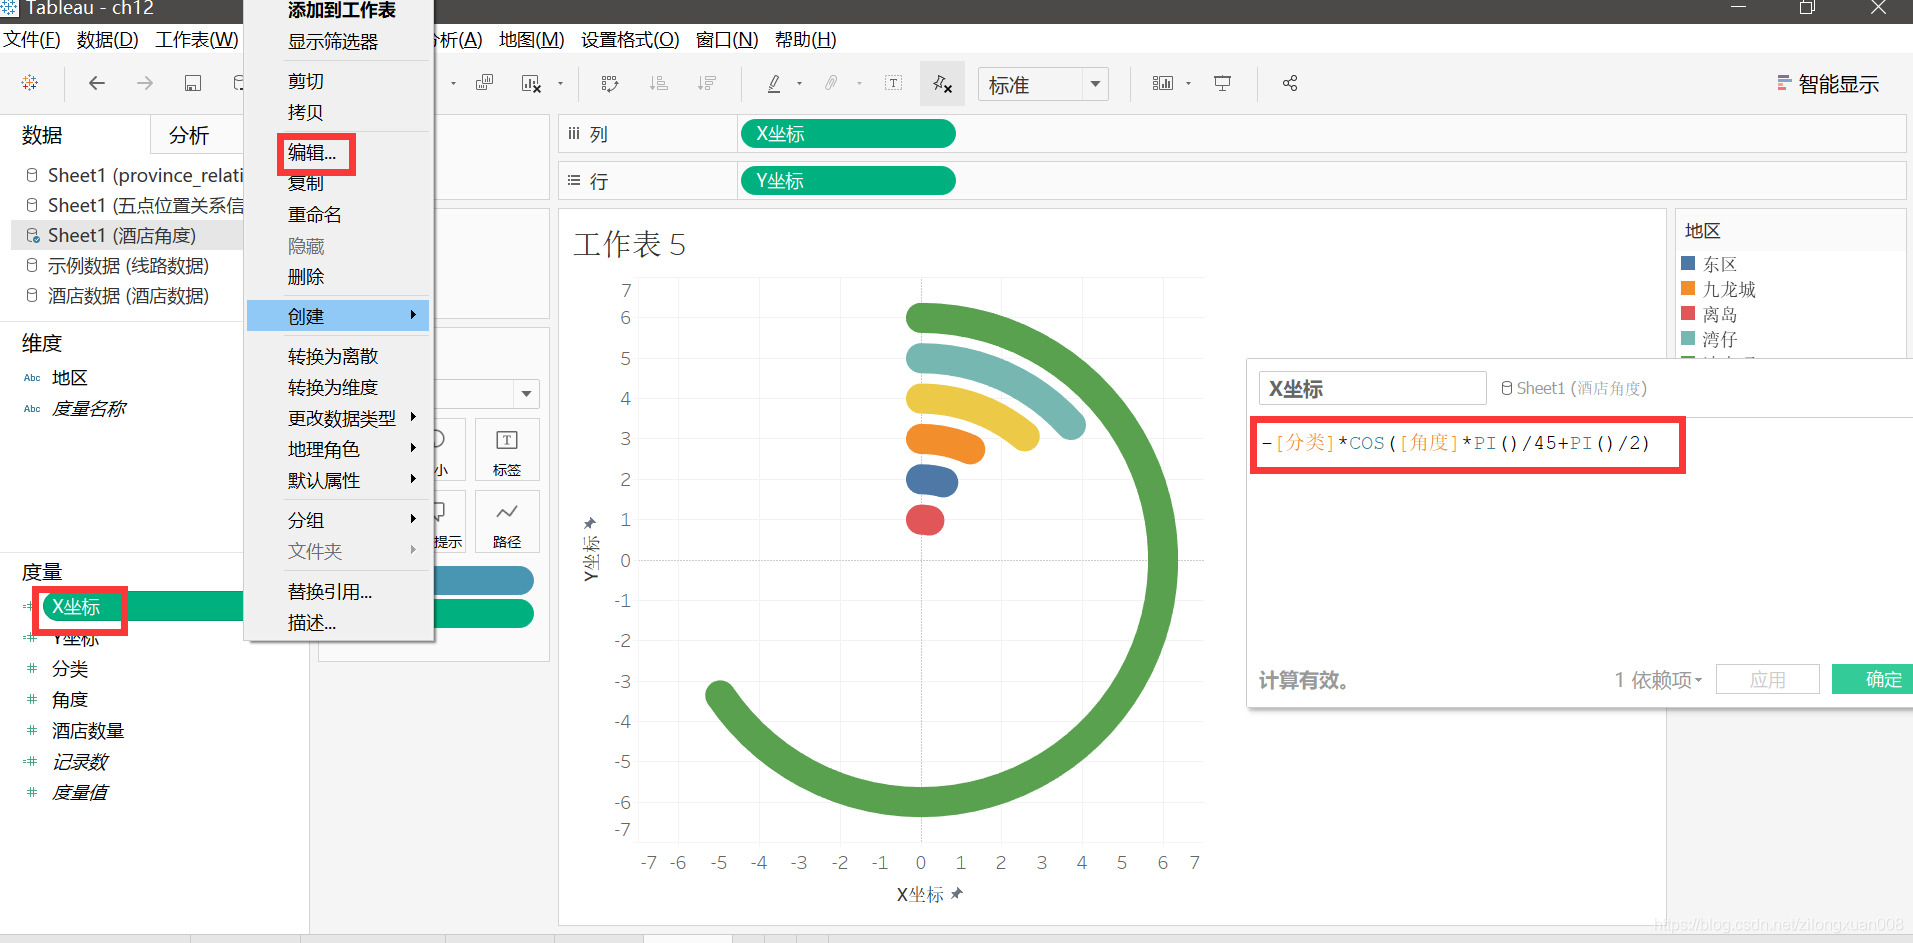 Tableau - ch12
文件(F) 数据(D) 工作表(W) 析(A) 地图(M) 设置格式(O) 窗口(N) 帮助(H)
标准
智能显示
数据 分析
Sheet1 (province_relati
Sheet1 (五点位置关系信
Sheet1 (酒店角度)
示例数据 (线路数据)
酒店数据 (酒店数据)
维度
Abc 地区
Abc 度量名称
度量
X坐标
Y坐标
分类
角度
酒店数量
记录数
度量值
添加到工作表
显示筛选器
剪切
拷贝
编辑...
复制
重命名
隐藏
删除
创建
转换为离散
转换为维度
更改数据类型
地理角色
默认属性
分组
文件夹
替换引用...
描述...
小
标签
提示
路径
列 X坐标
行 Y坐标
工作表 5
7
6
5
4
3
2
1
0
-1
-2
-3
-4
-5
-6
-7
Y坐标
-7 -6 -5 -4 -3 -2 -1 0 1 2 3 4 5 6 7
X坐标
地区
东区
九龙城
离岛
湾仔
X坐标 Sheet1 (酒店角度)
-[分类]*COS([角度]*PI()/45+PI()/2)
计算有效。 1 依赖项 应用 确定
https://blog.csdn.net/zilongxuan008